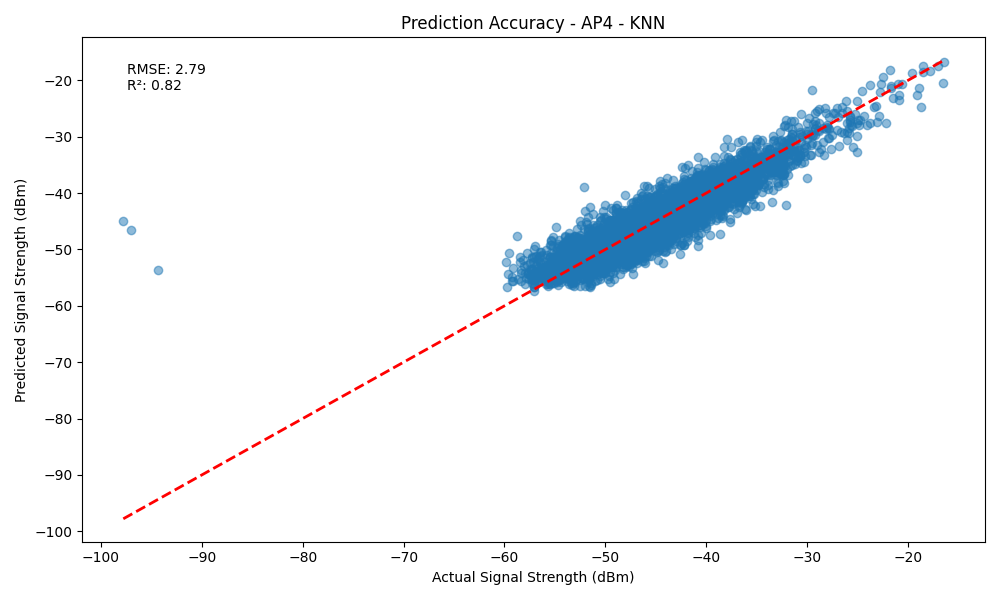 Prediction Accuracy - AP4 - KNN
RMSE: 2.79
R²: 0.82
Predicted Signal Strength (dBm)
−20
−30
−40
−50
−60
−70
−80
−90
−100
−100 −90 −80 −70 −60 −50 −40 −30 −20
Actual Signal Strength (dBm)